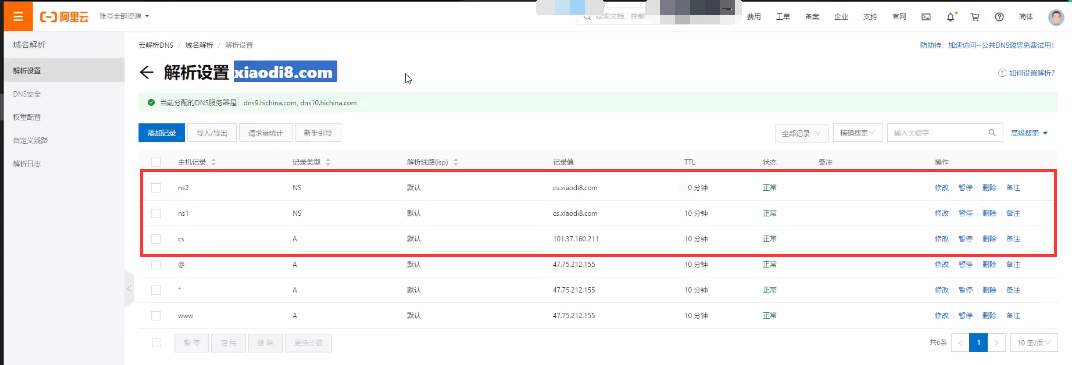 阿里云 账号全部资源 搜索文档、控制 费用 工单 备案 企业 支持 官网 简体
域名解析
解析设置
DNS安全
权重配置
自定义线路
解析日志
云解析DNS / 域名解析 / 解析设置
防劫持、加速访问--公共DNS邀您免费试用!
← 解析设置 xiaodi8.com
如何设置解析?
当前分配的DNS服务器是: dns9.hichina.com, dns10.hichina.com
添加记录 导入/导出 请求量统计 新手引导 全部记录 精确搜索 输入关键字 高级搜索
主机记录 记录类型 解析线路(isp) 记录值 TTL 状态 备注 操作
ns2 NS 默认 cs.xiaodi8.com 0 分钟 正常 修改 暂停 删除 备注
ns1 NS 默认 cs.xiaodi8.com 10 分钟 正常 修改 暂停 删除 备注
cs A 默认 101.37.160.211 10 分钟 正常 修改 暂停 删除 备注
@ A 默认 47.75.212.155 10 分钟 正常 修改 暂停 删除 备注
* A 默认 47.75.212.155 10 分钟 正常 修改 暂停 删除 备注
www A 默认 47.75.212.155 10 分钟 正常 修改 暂停 删除 备注
暂停 启用 删除 更换分组 共6条 < 1 > 10 条/页